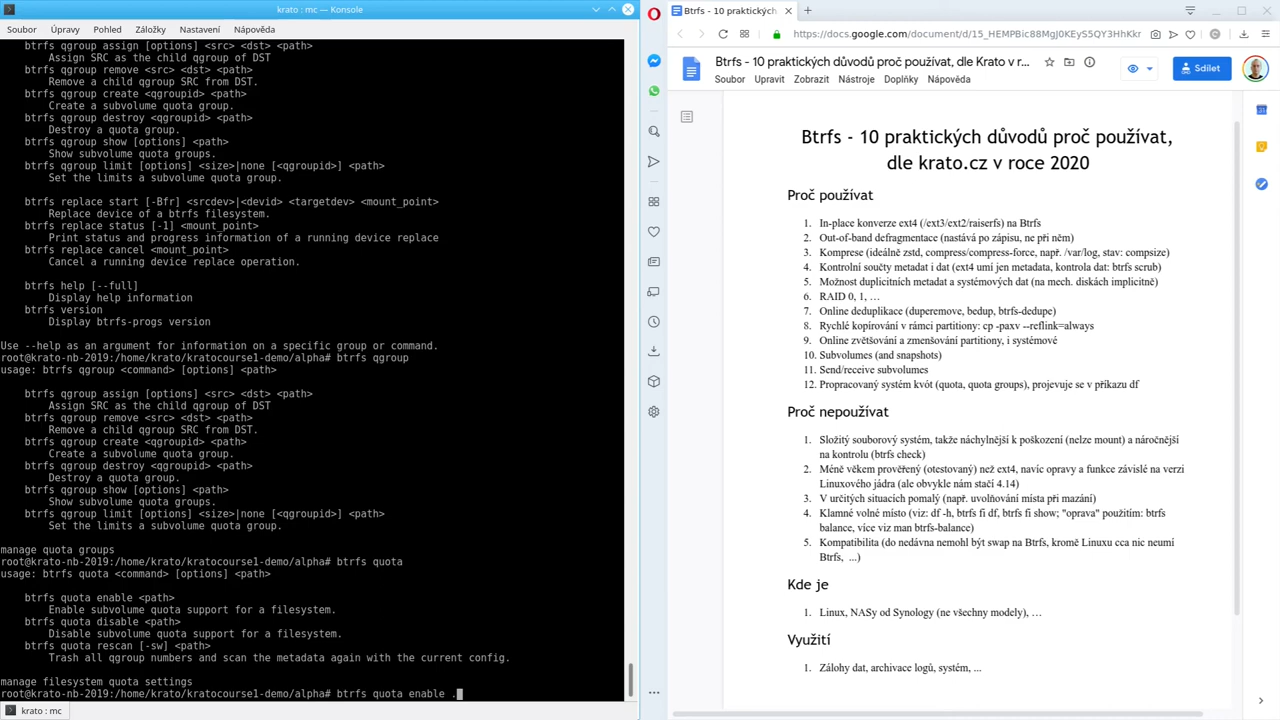 krato : mc — Konsole
Soubor Úpravy Pohled Záložky Nastavení Nápověda
btrfs qgroup assign [options] <src> <dst> <path>
Assign SRC as the child qgroup of DST
btrfs qgroup remove <src> <dst> <path>
Remove a child qgroup SRC from DST.
btrfs qgroup create <qgroupid> <path>
Create a subvolume quota group.
btrfs qgroup destroy <qgroupid> <path>
Destroy a quota group.
btrfs qgroup show [options] <path>
Show subvolume quota groups.
btrfs qgroup limit [options] <size>|none [<qgroupid>] <path>
Set the limits a subvolume quota group.
btrfs replace start [-Bfr] <srcdev>|<devid> <targetdev> <mount_point>
Replace device of a btrfs filesystem.
btrfs replace status [-1] <mount_point>
Print status and progress information of a running device replace
btrfs replace cancel <mount_point>
Cancel a running device replace operation.
btrfs help [--full]
Display help information
btrfs version
Display btrfs-progs version
Use --help as an argument for information on a specific group or command.
root@krato-nb-2019:/home/krato/kratocourse1-demo/alpha# btrfs qgroup
usage: btrfs qgroup <command> [options] <path>
btrfs qgroup assign [options] <src> <dst> <path>
Assign SRC as the child qgroup of DST
btrfs qgroup remove <src> <dst> <path>
Remove a child qgroup SRC from DST.
btrfs qgroup create <qgroupid> <path>
Create a subvolume quota group.
btrfs qgroup destroy <qgroupid> <path>
Destroy a quota group.
btrfs qgroup show [options] <path>
Show subvolume quota groups.
btrfs qgroup limit [options] <size>|none [<qgroupid>] <path>
Set the limits a subvolume quota group.
manage quota groups
root@krato-nb-2019:/home/krato/kratocourse1-demo/alpha# btrfs quota
usage: btrfs quota <command> [options] <path>
btrfs quota enable <path>
Enable subvolume quota support for a filesystem.
btrfs quota disable <path>
Disable subvolume quota support for a filesystem.
btrfs quota rescan [-sw] <path>
Trash all qgroup numbers and scan the metadata again with the current config.
manage filesystem quota settings
root@krato-nb-2019:/home/krato/kratocourse1-demo/alpha# btrfs quota enable .
krato : mc
Btrfs - 10 praktických
https://docs.google.com/document/d/15_HEMPBic88MgJ0KEyS5QY3HhKkr
Btrfs - 10 praktických důvodů proč používat, dle Krato v r...
Soubor Upravit Zobrazit Nástroje Doplňky Nápověda
Sdílet
Btrfs - 10 praktických důvodů proč používat,
dle krato.cz v roce 2020
Proč používat
1. In-place konverze ext4 (/ext3/ext2/raiserfs) na Btrfs
2. Out-of-band defragmentace (nastává po zápisu, ne při něm)
3. Komprese (ideálně zstd, compress/compress-force, např. /var/log, stav: compsize)
4. Kontrolní součty metadat i dat (ext4 umí jen metadata, kontrola dat: btrfs scrub)
5. Možnost duplicitních metadat a systémových dat (na mech. diskách implicitně)
6. RAID 0, 1, …
7. Online deduplikace (duperemove, bedup, btrfs-dedupe)
8. Rychlé kopírování v rámci partitiony: cp -paxv --reflink=always
9. Online zvětšování a zmenšování partitiony, i systémové
10. Subvolumes (and snapshots)
11. Send/receive subvolumes
12. Propracovaný systém kvót (quota, quota groups), projevuje se v příkazu df
Proč nepoužívat
1. Složitý souborový systém, takže náchylnější k poškození (nelze mount) a náročnější
na kontrolu (btrfs check)
2. Méně věkem prověřený (otestovaný) než ext4, navíc opravy a funkce závislé na verzi
Linuxového jádra (ale obvykle nám stačí 4.14)
3. V určitých situacích pomalý (např. uvolňování místa při mazání)
4. Klamné volné místo (viz: df -h, btrfs fi df, btrfs fi show; "oprava" použitím: btrfs
balance, více viz man btrfs-balance)
5. Kompatibilita (do nedávna nemohl být swap na Btrfs, kromě Linuxu cca nic neumí
Btrfs, ...)
Kde je
1. Linux, NASy od Synology (ne všechny modely), …
Využití
1. Zálohy dat, archivace logů, systém, ...